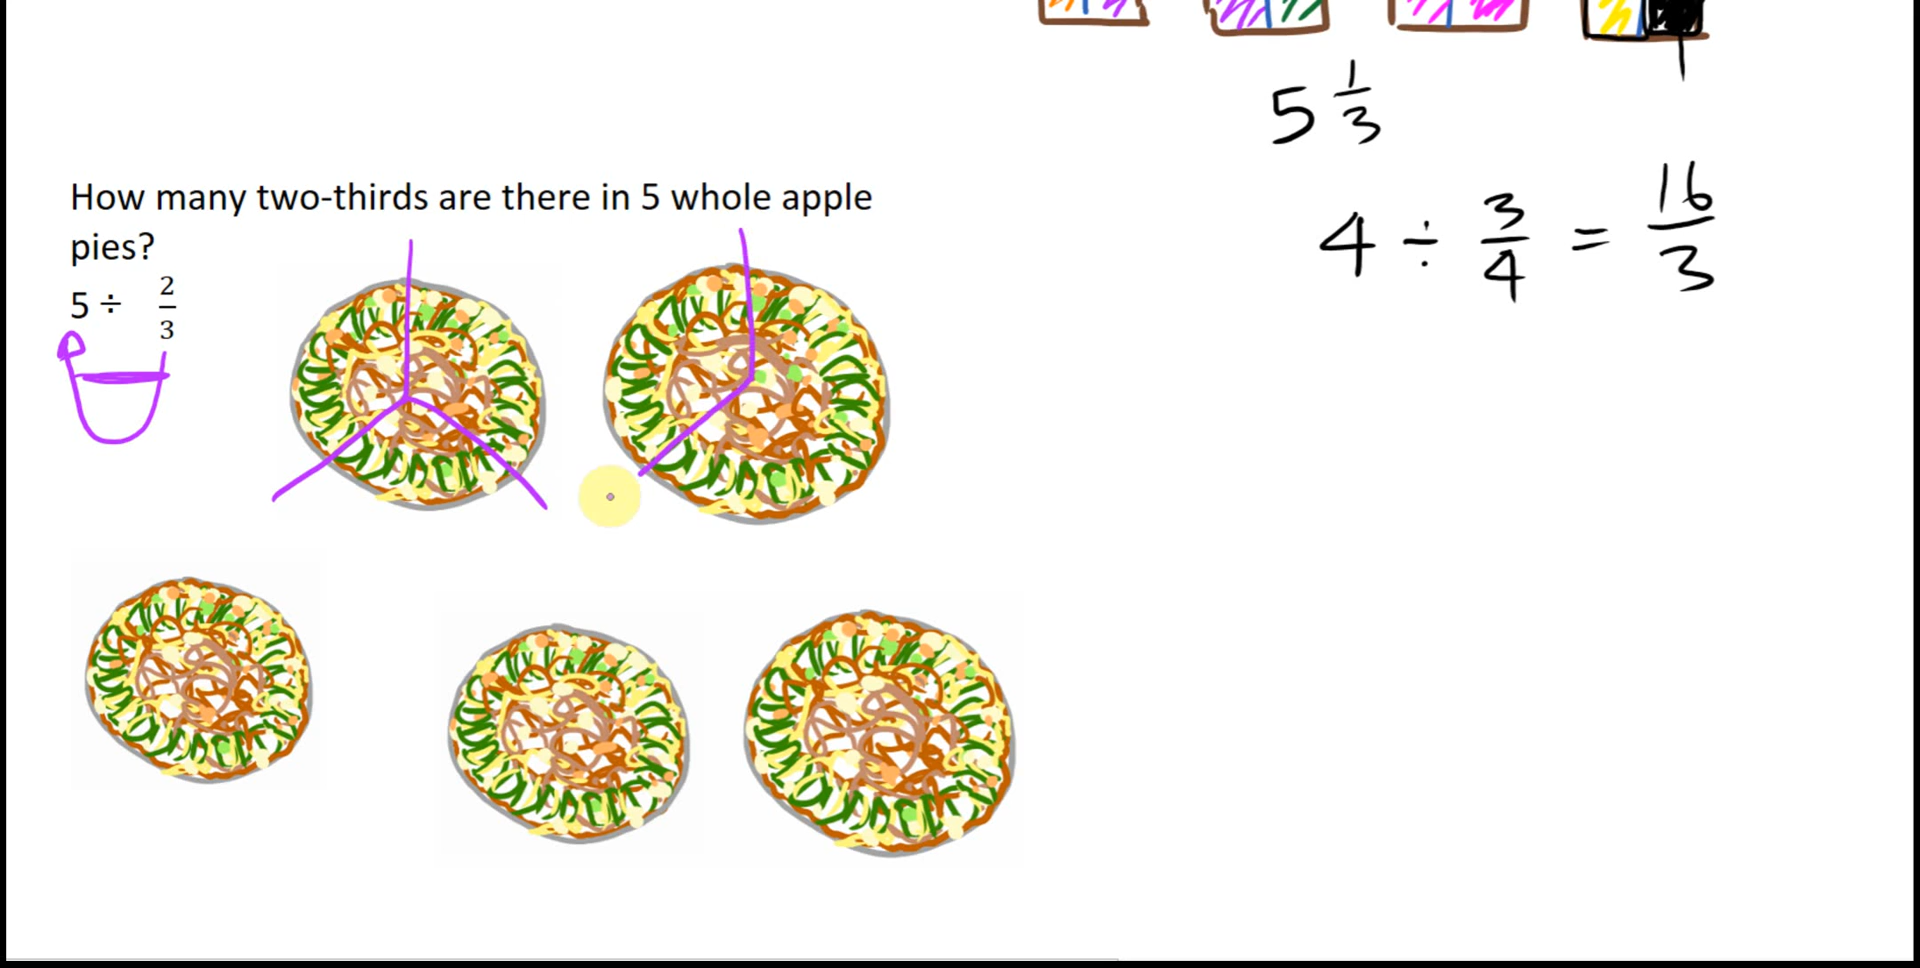 5 1/3
How many two-thirds are there in 5 whole apple
pies?
5 ÷ 2/3
4 ÷ 3/4 = 16/3